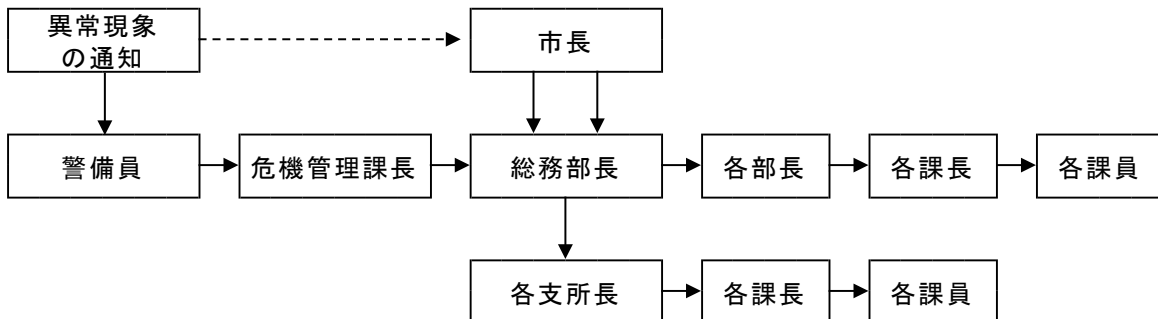 異常現象
の通知
市長
警備員
危機管理課長
総務部長
各部長
各課長
各課員
各支所長
各課長
各課員